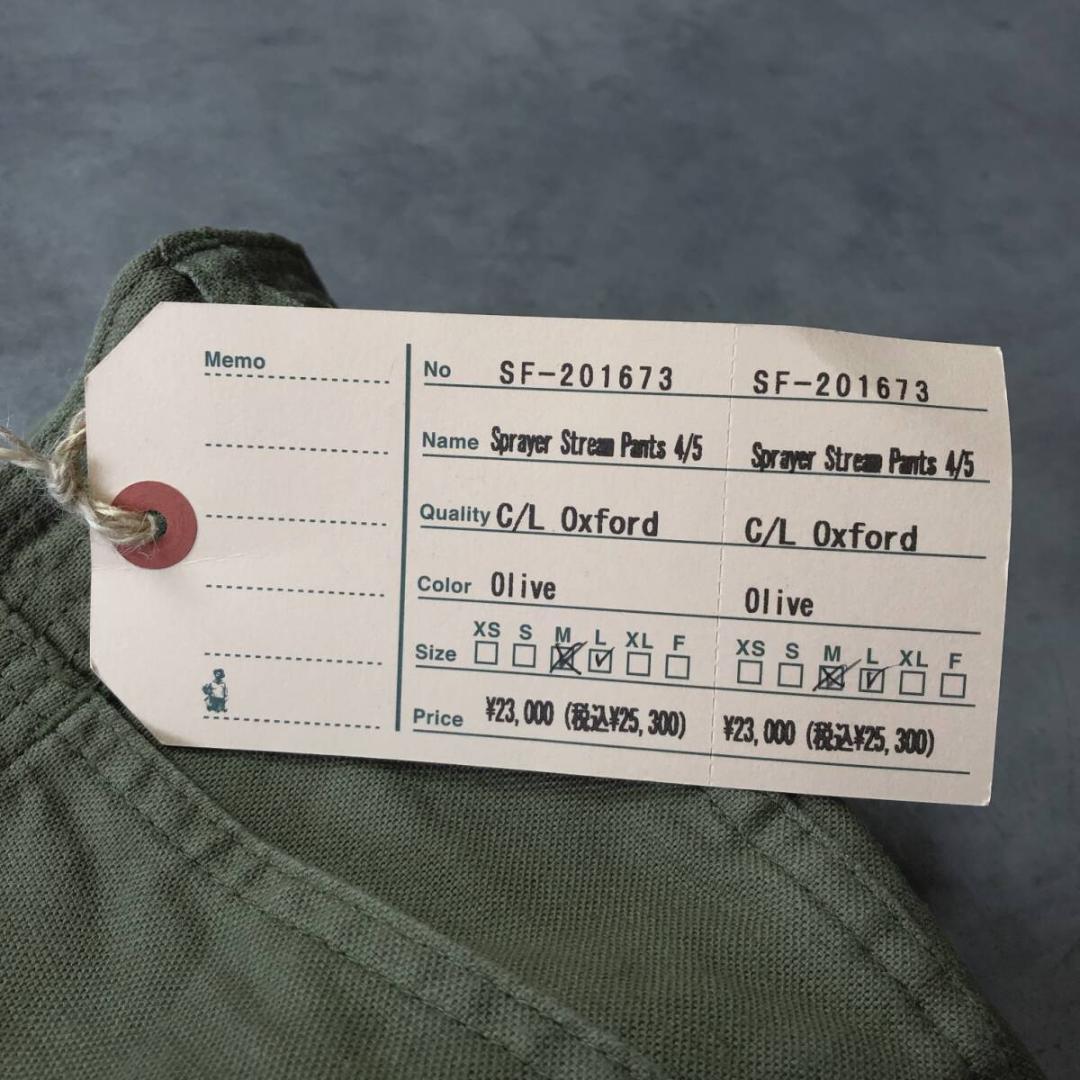 Memo
No SF-201673 SF-201673
Name Sprayer Stream Pants 4/5 Sprayer Stream Pants 4/5
Quality C/L Oxford C/L Oxford
Color Olive Olive
XS S M L XL F XS S M L XL F
Size
Price ¥23,000 (税込¥25,300) ¥23,000 (税込¥25,300)